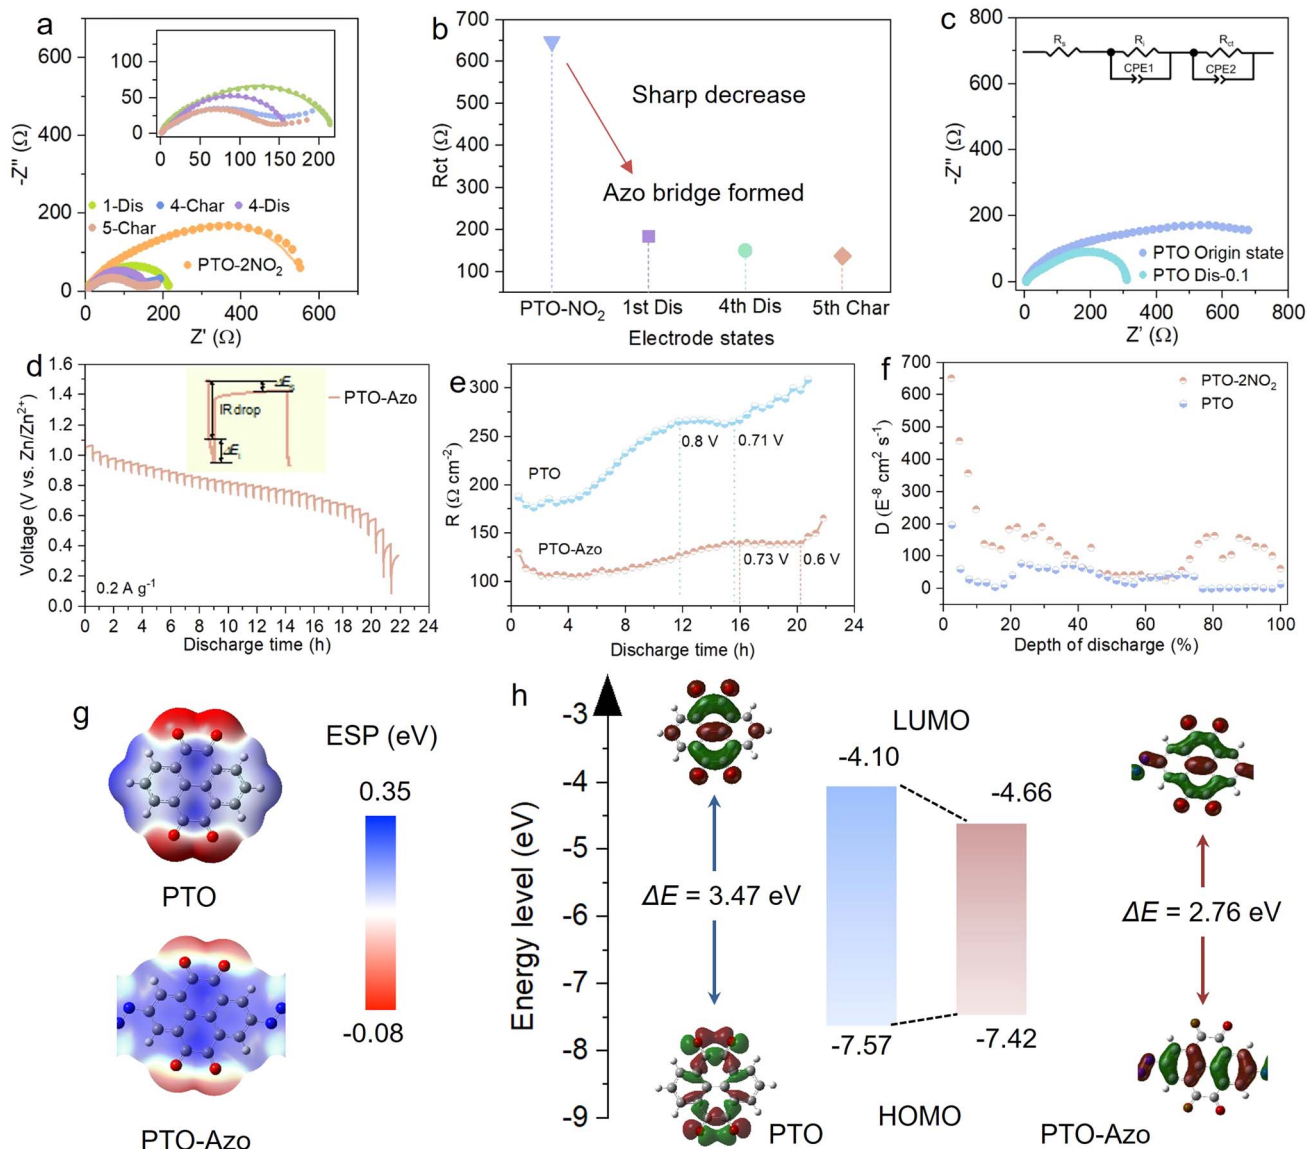 a
600
400
200
0
-Z" (Ω)
100
50
0
0 50 100 150 200
1-Dis 4-Char 4-Dis
5-Char
PTO-2NO₂
0 200 400 600
Z' (Ω)
b
700
600
500
400
300
200
100
Rct (Ω)
Sharp decrease
Azo bridge formed
PTO-NO₂ 1st Dis 4th Dis 5th Char
Electrode states
c
800
700
600
400
200
0
-Z" (Ω)
Rs Ri Rct
CPE1 CPE2
PTO Origin state
PTO Dis-0.1
0 200 400 600 800
Z' (Ω)
d
1.6
1.4
1.2
1.0
0.8
0.6
0.4
0.2
0.0
Voltage (V vs. Zn/Zn²⁺)
IR drop
PTO-Azo
0.2 A g⁻¹
0 2 4 6 8 10 12 14 16 18 20 22 24
Discharge time (h)
e
300
250
200
150
100
R (Ω cm⁻²)
PTO
0.8 V 0.71 V
PTO-Azo
0.73 V 0.6 V
0 4 8 12 16 20 24
Discharge time (h)
f
700
600
500
400
300
200
100
0
D (E⁻⁸ cm² s⁻¹)
PTO-2NO₂
PTO
0 20 40 60 80 100
Depth of discharge (%)
g
ESP (eV)
0.35
-0.08
PTO
PTO-Azo
h
-3
-4
-5
-6
-7
-8
-9
Energy level (eV)
LUMO
-4.10
-4.66
ΔE = 3.47 eV
ΔE = 2.76 eV
-7.57
-7.42
HOMO
PTO
PTO-Azo